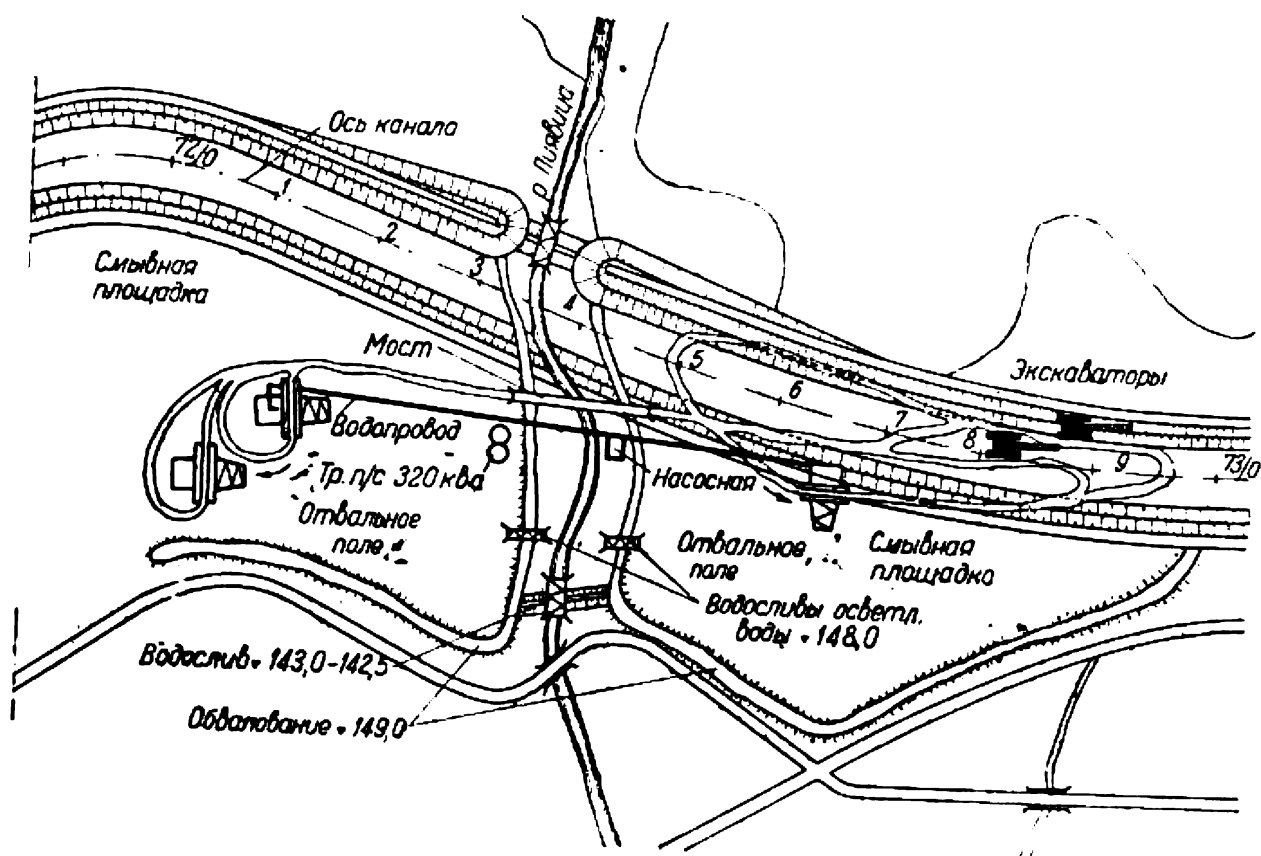 Ось канала
р. Пиявица
72/0
1
2
3
4
5
6
7
8
9
73/0
Смывная
площадка
Мост
Экскаваторы
Водопровод
Тр. п/с 320 ква
Насосная
Отвальное
поле
Отвальное
поле
Смывная
площадка
Водосливы осветл.
воды 148,0
Водослив 143,0-142,5
Обвалование 149,0